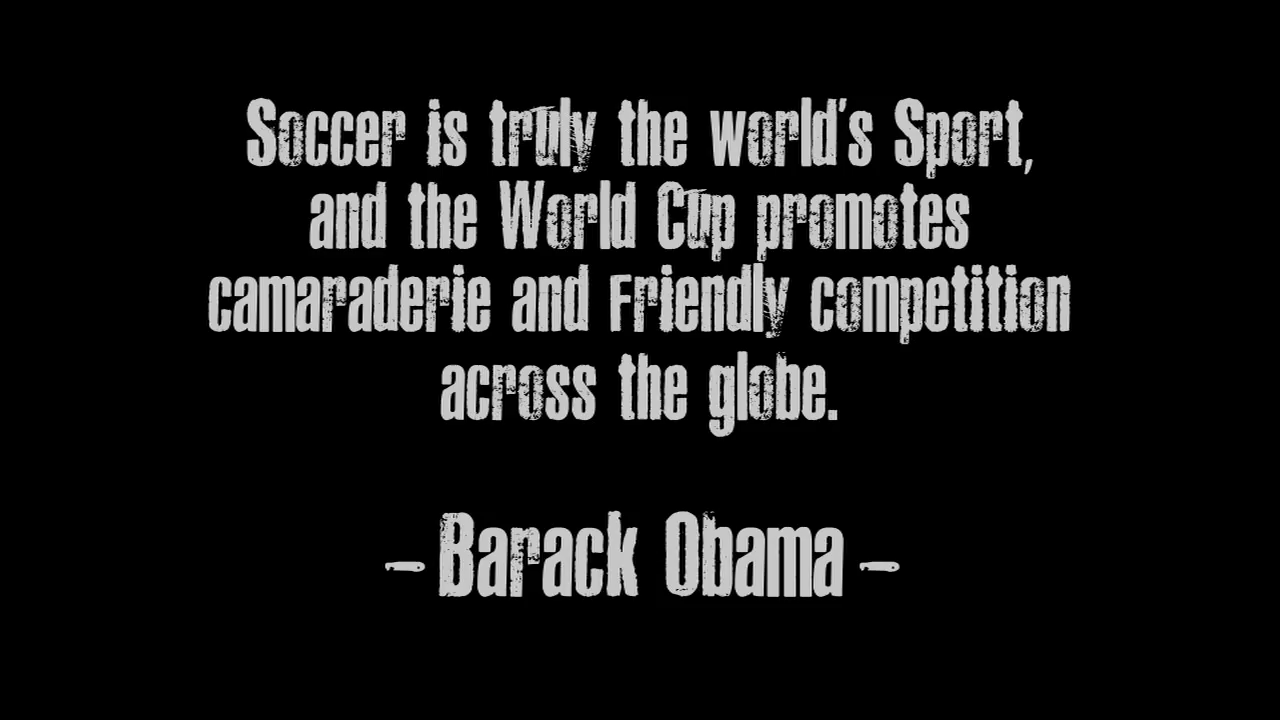 Soccer is truly the world's Sport,
and the World Cup promotes
camaraderie and Friendly competition
across the globe.
– Barack Obama –